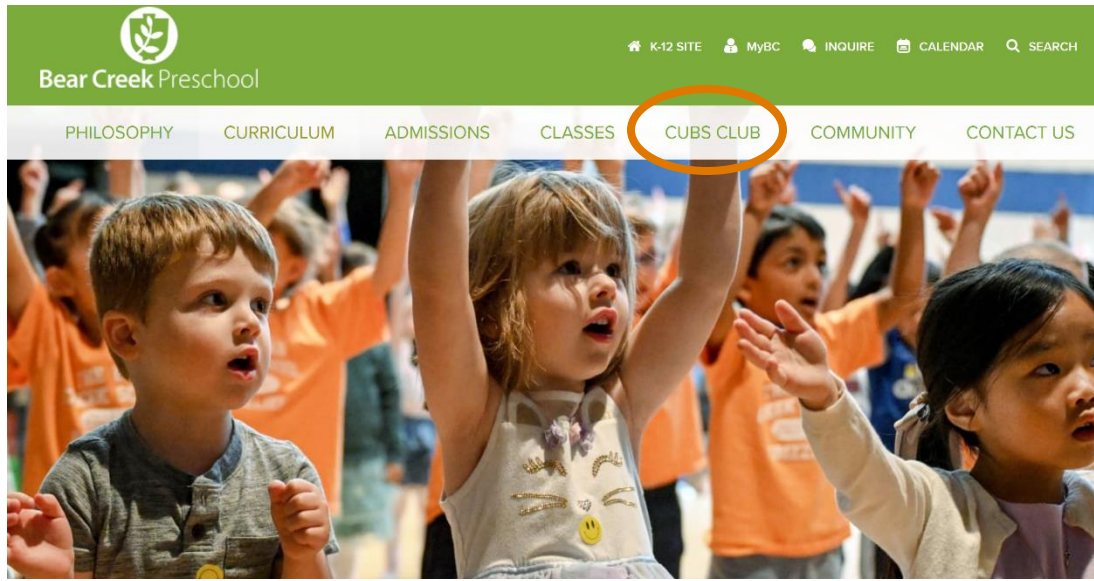 K-12 SITE MyBC INQUIRE CALENDAR SEARCH
Bear Creek Preschool
PHILOSOPHY CURRICULUM ADMISSIONS CLASSES CUBS CLUB COMMUNITY CONTACT US